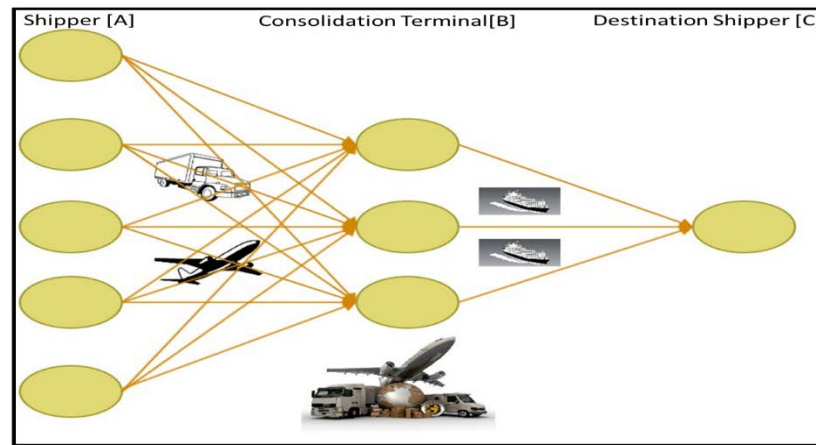 Shipper [A]
Consolidation Terminal[B]
Destination Shipper [C]